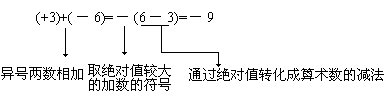 (+3)+(－6)=－(6－3)=－9
异号两数相加
取绝对值较大
的加数的符号
通过绝对值转化成算术数的减法